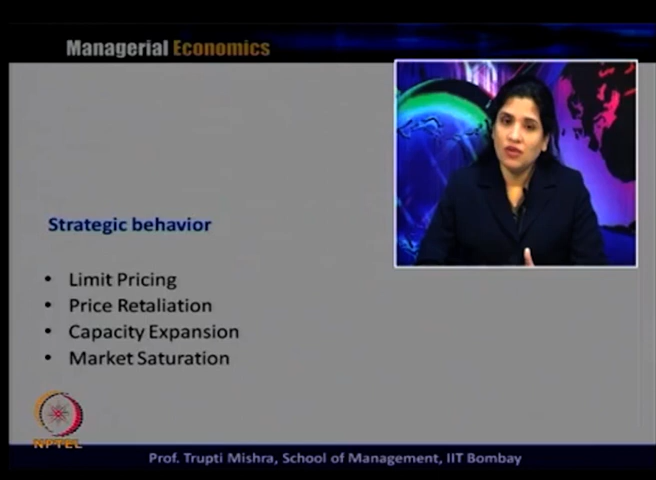 Managerial Economics
Strategic behavior
• Limit Pricing
• Price Retaliation
• Capacity Expansion
• Market Saturation
NPTEL
Prof. Trupti Mishra, School of Management, IIT Bombay